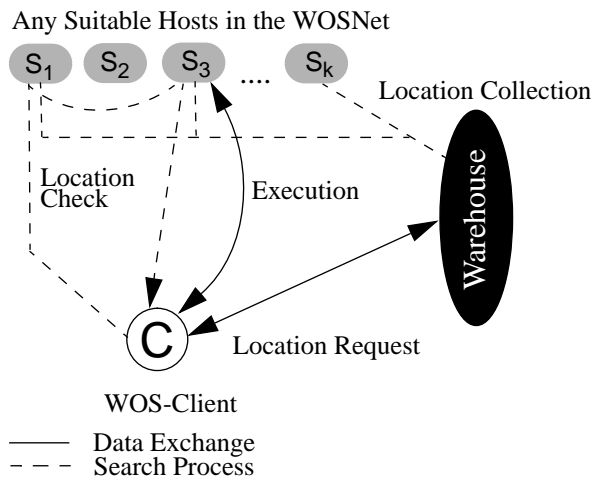 Any Suitable Hosts in the WOSNet
S1 S2 S3 .... Sk
Location Collection
Location
Check
Execution
Warehouse
C
Location Request
WOS-Client
Data Exchange
Search Process